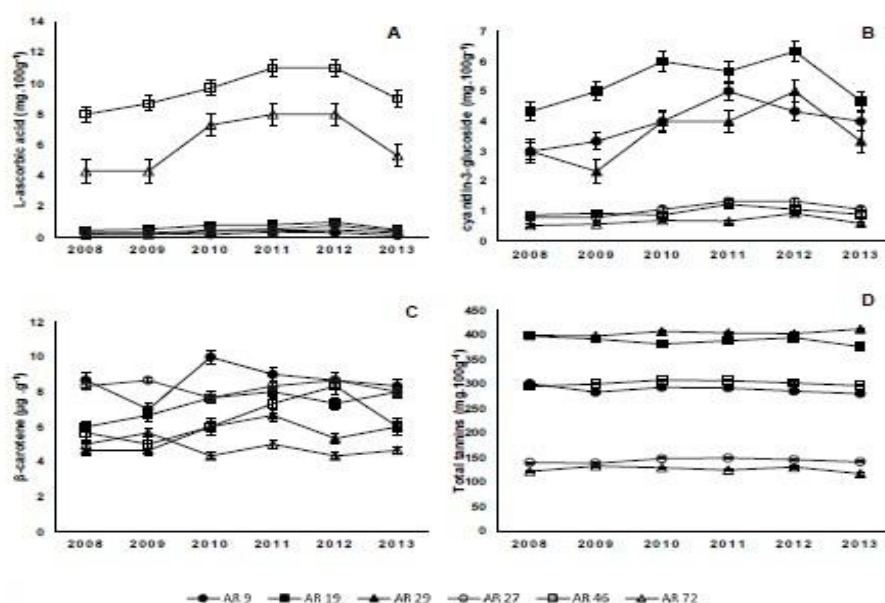 A
L-ascorbic acid (mg.100g⁻¹)
14
12
10
8
6
4
2
0
2008 2009 2010 2011 2012 2013
B
cyanidin-3-glucoside (mg.100g⁻¹)
7
6
5
4
3
2
1
0
2008 2009 2010 2011 2012 2013
C
β-carotene (µg .g⁻¹)
12
10
8
6
4
2
0
2008 2009 2010 2011 2012 2013
D
Total tannins (mg.100g⁻¹)
450
400
350
300
250
200
150
100
50
0
2008 2009 2010 2011 2012 2013
AR 9 AR 19 AR 29 AR 27 AR 46 AR 72